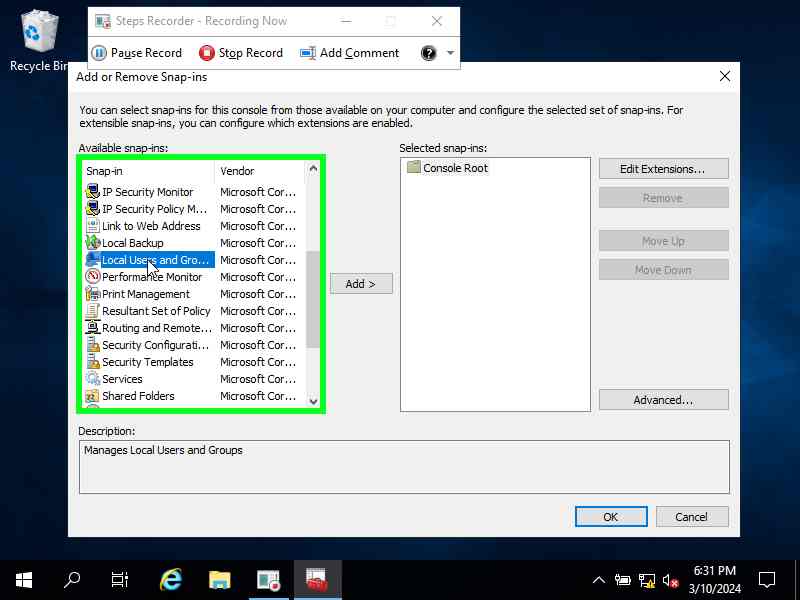 Recycle Bin
Steps Recorder - Recording Now
Pause Record
Stop Record
Add Comment
Add or Remove Snap-ins
You can select snap-ins for this console from those available on your computer and configure the selected set of snap-ins. For
extensible snap-ins, you can configure which extensions are enabled.
Available snap-ins:
Selected snap-ins:
Snap-in Vendor
IP Security Monitor Microsoft Cor...
IP Security Policy M... Microsoft Cor...
Link to Web Address Microsoft Cor...
Local Backup Microsoft Cor...
Local Users and Gro... Microsoft Cor...
Performance Monitor Microsoft Cor...
Print Management Microsoft Cor...
Resultant Set of Policy Microsoft Cor...
Routing and Remote... Microsoft Cor...
Security Configurati... Microsoft Cor...
Security Templates Microsoft Cor...
Services Microsoft Cor...
Shared Folders Microsoft Cor...
Add >
Console Root
Edit Extensions...
Remove
Move Up
Move Down
Advanced...
Description:
Manages Local Users and Groups
OK
Cancel
6:31 PM
3/10/2024